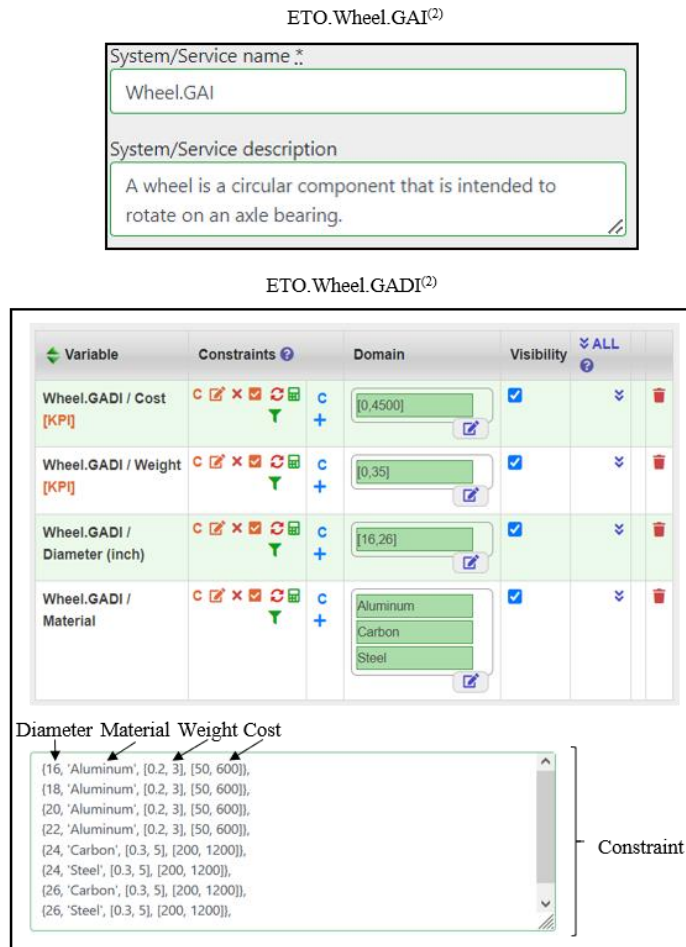 ETO.Wheel.GAI(2)
System/Service name *
Wheel.GAI
System/Service description
A wheel is a circular component that is intended to
rotate on an axle bearing.
ETO.Wheel.GADI(2)
Variable Constraints Domain Visibility ALL
Wheel.GADI / Cost
[KPI]
C C [0,4500]
Wheel.GADI / Weight
[KPI]
C C [0,35]
Wheel.GADI /
Diameter (inch)
C C [16,26]
Wheel.GADI /
Material
C C Aluminum
Carbon
Steel
Diameter Material Weight Cost
(16, 'Aluminum', [0.2, 3], [50, 600]),
(18, 'Aluminum', [0.2, 3], [50, 600]),
(20, 'Aluminum', [0.2, 3], [50, 600]),
(22, 'Aluminum', [0.2, 3], [50, 600]),
(24, 'Carbon', [0.3, 5], [200, 1200]),
(24, 'Steel', [0.3, 5], [200, 1200]),
(26, 'Carbon', [0.3, 5], [200, 1200]),
(26, 'Steel', [0.3, 5], [200, 1200]),
Constraint